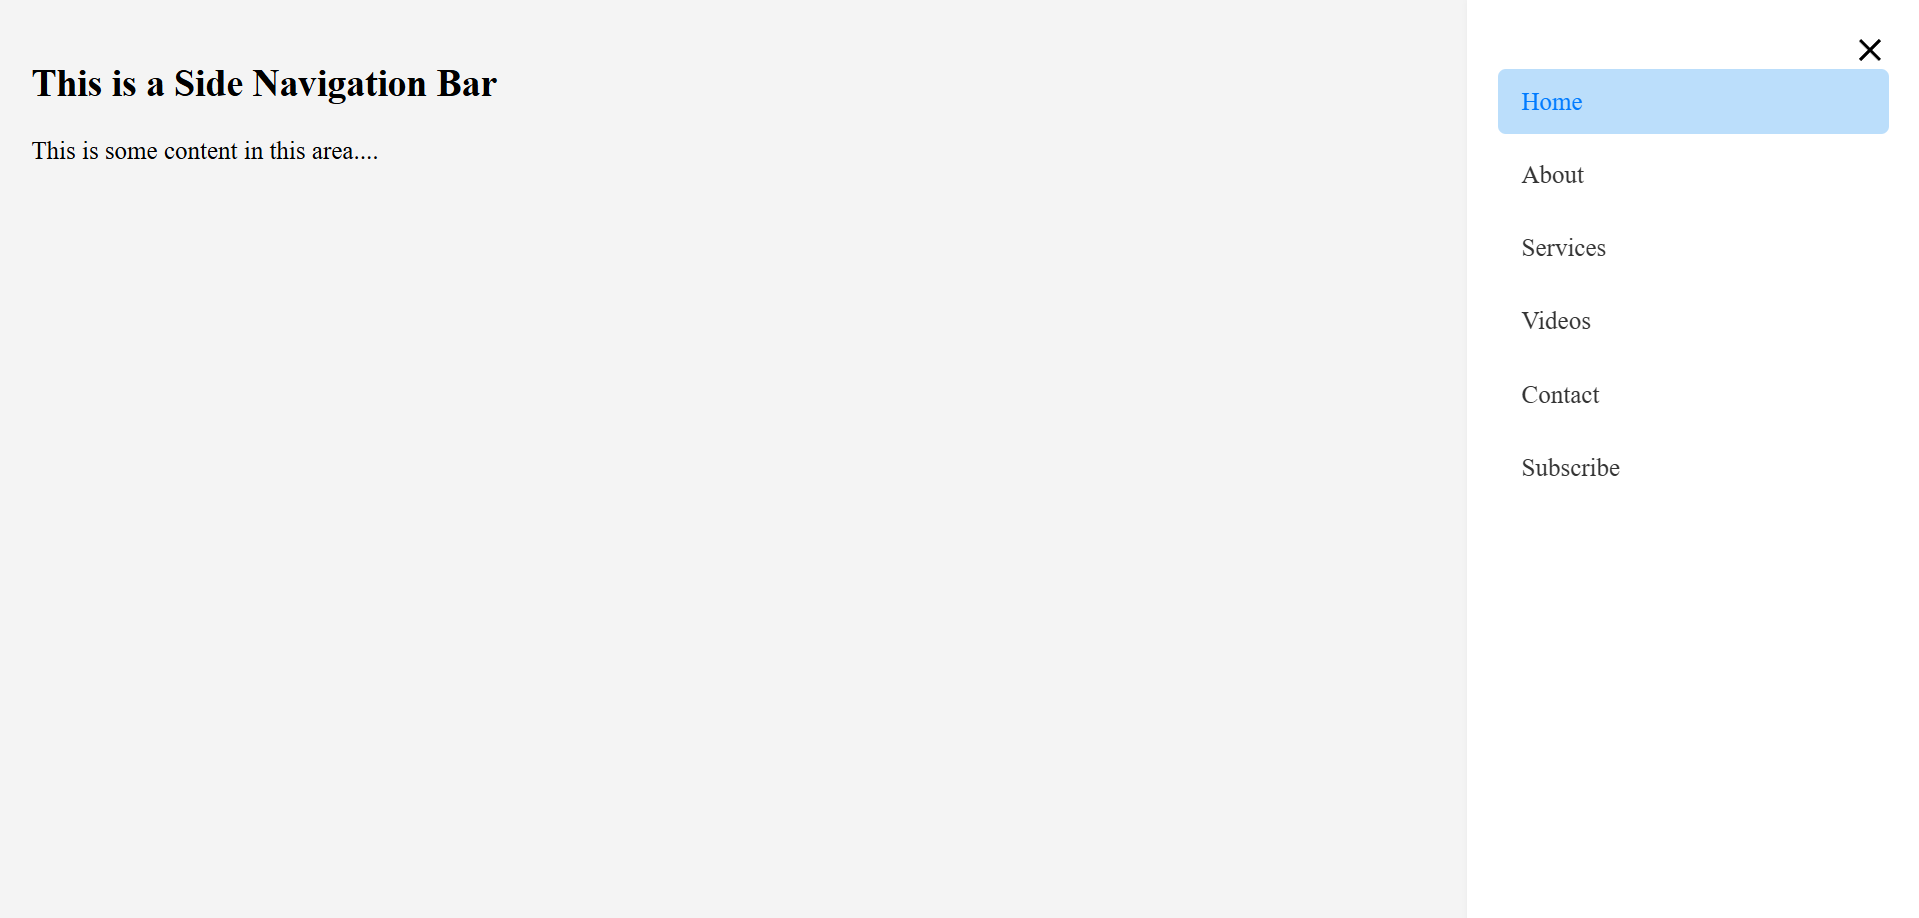 This is a Side Navigation Bar
This is some content in this area....
Home
About
Services
Videos
Contact
Subscribe